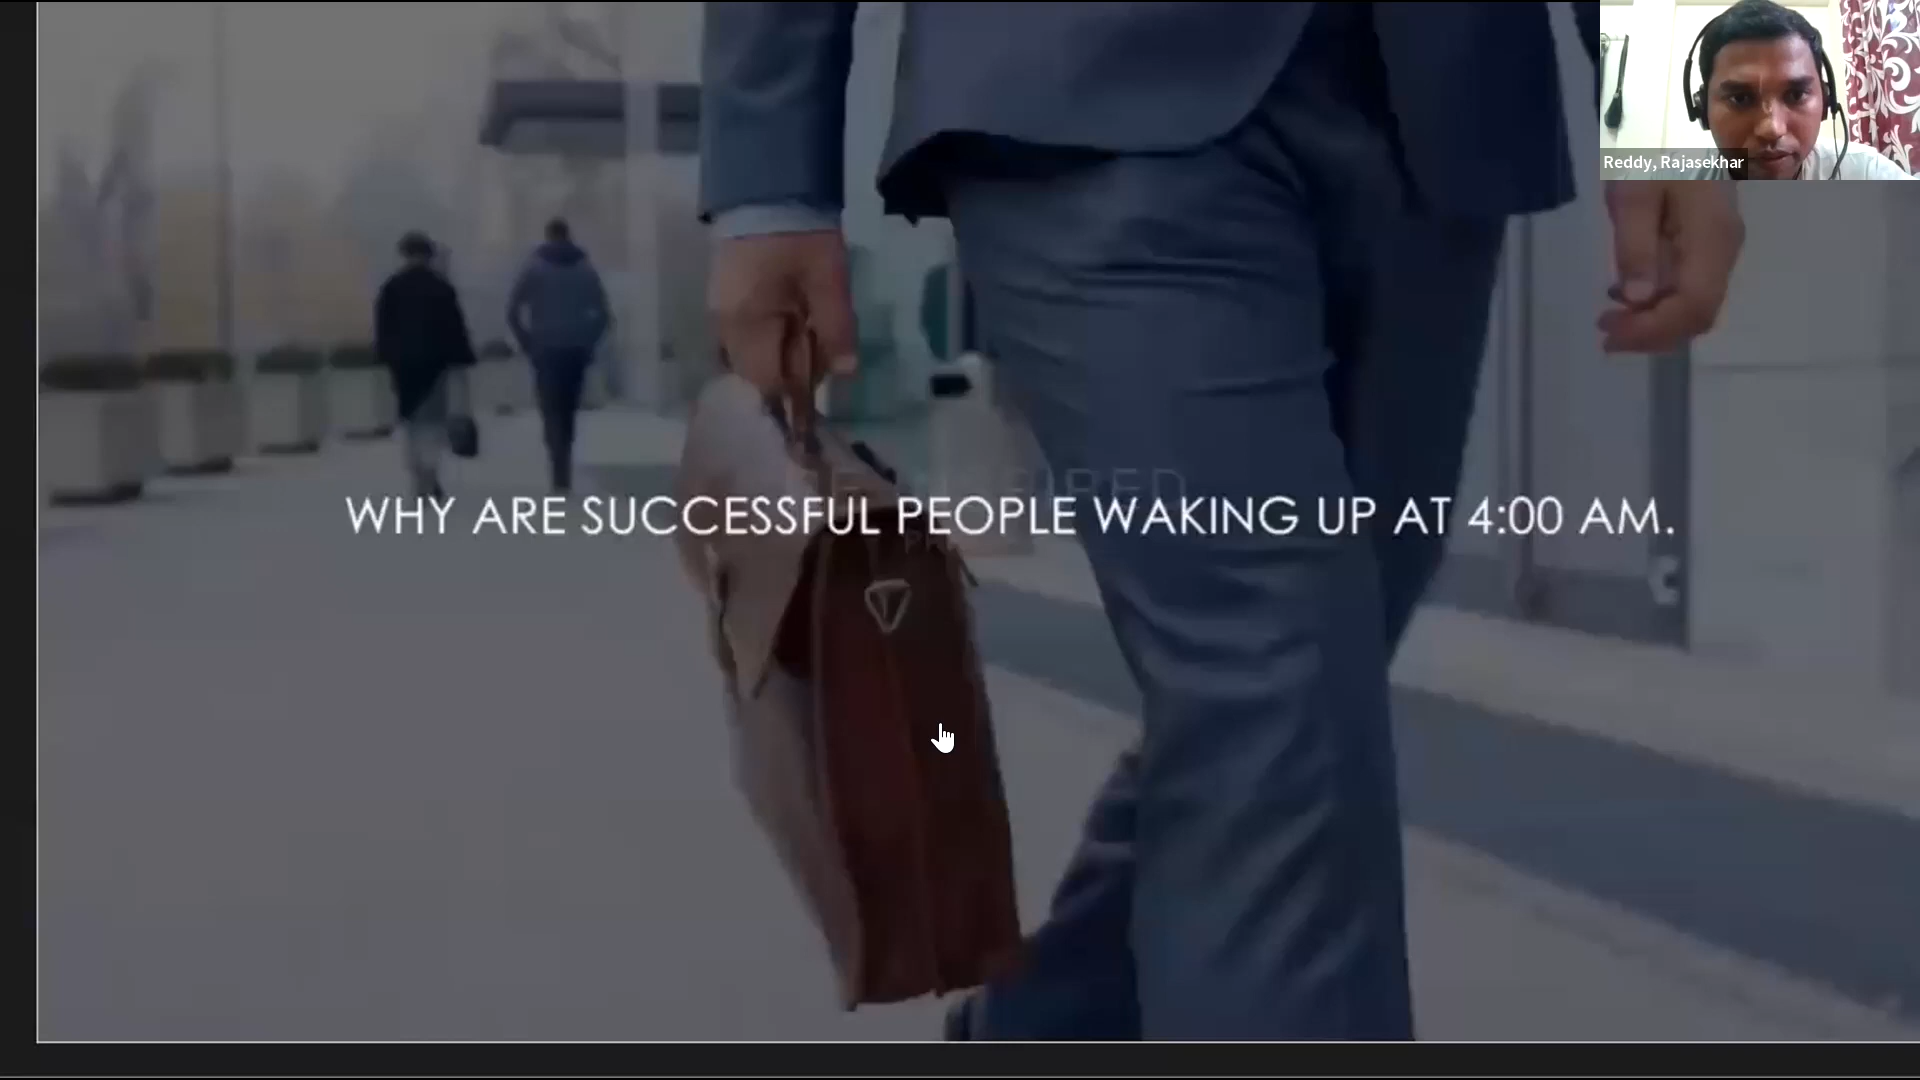 Reddy, Rajasekhar
WHY ARE SUCCESSFUL PEOPLE WAKING UP AT 4:00 AM.